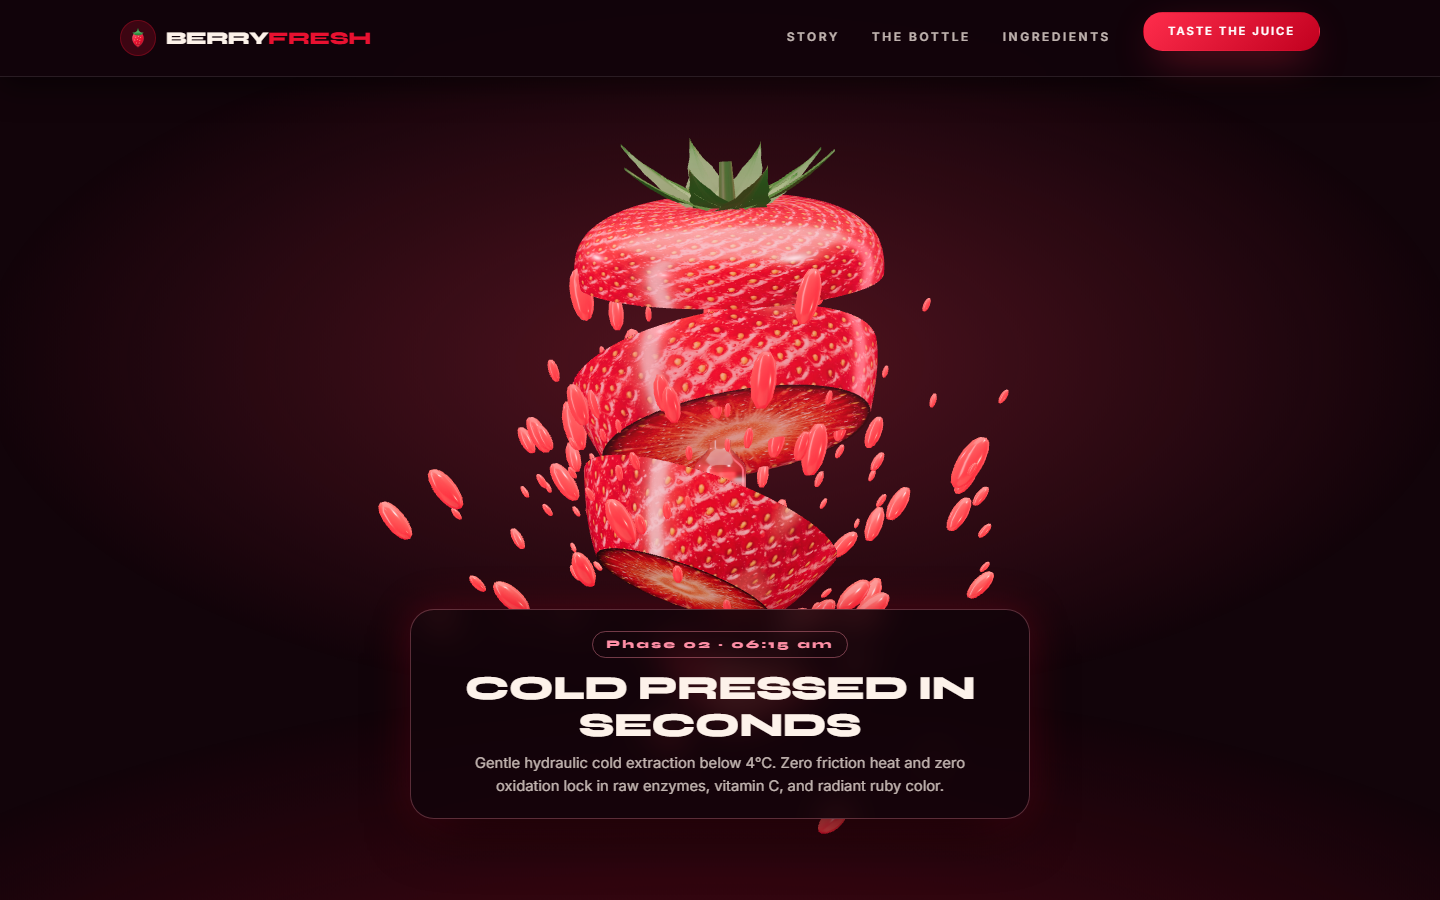 BERRYFRESH
STORY THE BOTTLE INGREDIENTS TASTE THE JUICE
Phase 02 · 06:15 am
COLD PRESSED IN
SECONDS
Gentle hydraulic cold extraction below 4°C. Zero friction heat and zero
oxidation lock in raw enzymes, vitamin C, and radiant ruby color.